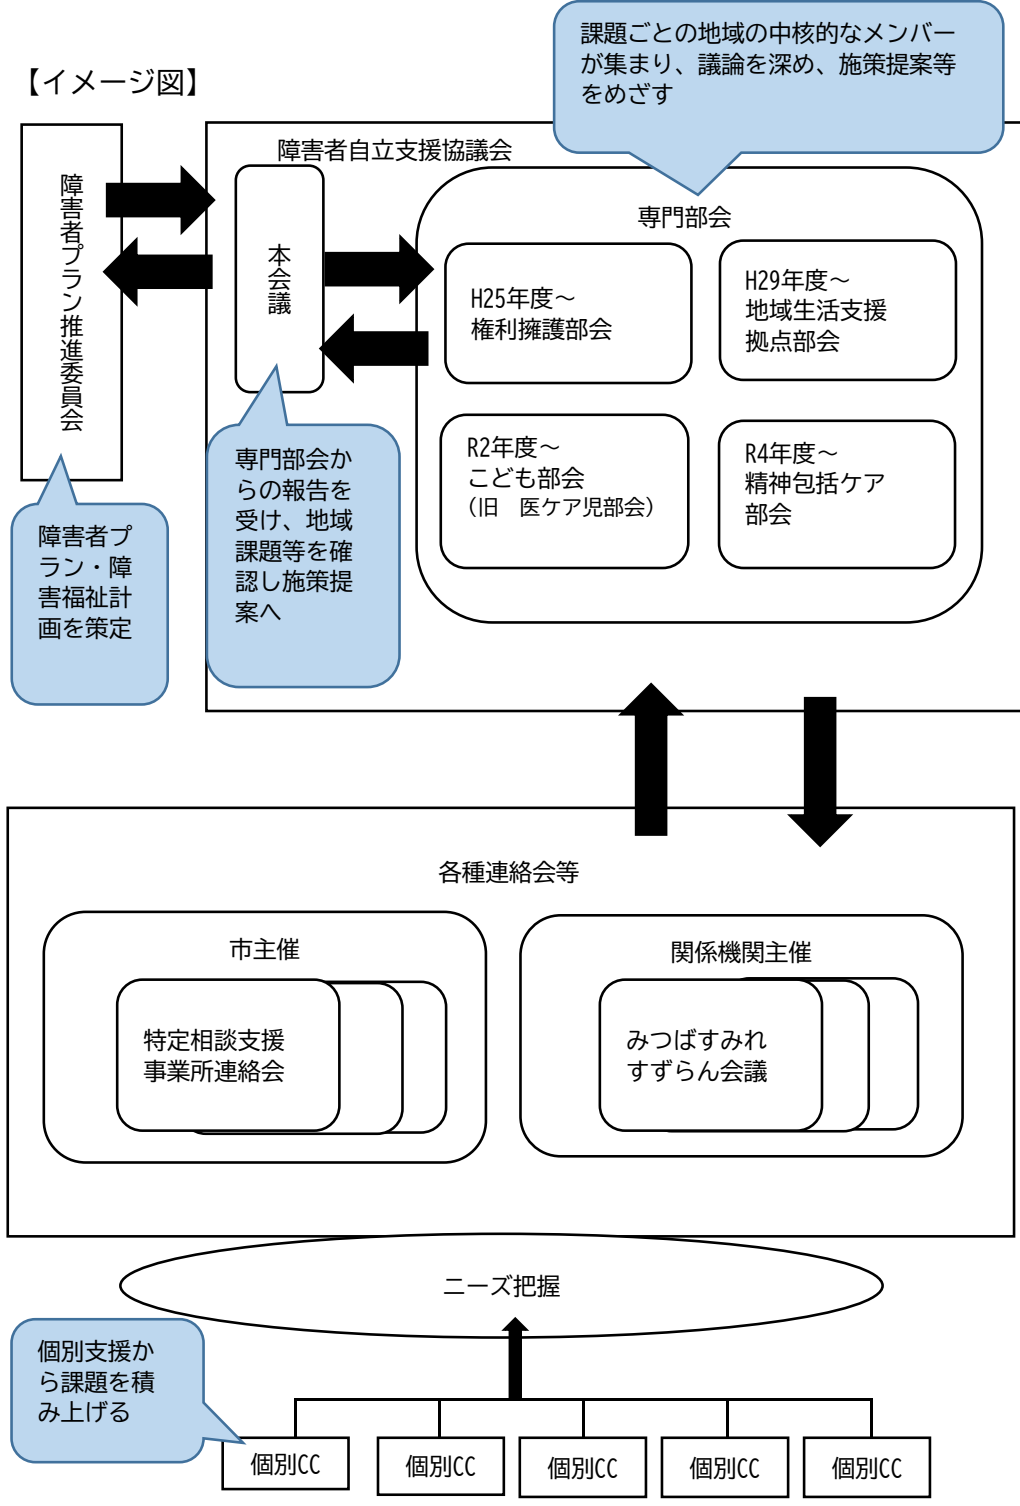 課題ごとの地域の中核的なメンバー
が集まり、議論を深め、施策提案等
をめざす
【イメージ図】
障害者自立支援協議会
障害者プラン推進委員会
本会議
専門部会
H25年度～
権利擁護部会
H29年度～
地域生活支援
拠点部会
R2年度～
こども部会
（旧　医ケア児部会）
R4年度～
精神包括ケア
部会
専門部会か
らの報告を
受け、地域
課題等を確
認し施策提
案へ
障害者プ
ラン・障
害福祉計
画を策定
各種連絡会等
市主催
特定相談支援
事業所連絡会
関係機関主催
みつばすみれ
すずらん会議
ニーズ把握
個別支援か
ら課題を積
み上げる
個別CC
個別CC
個別CC
個別CC
個別CC